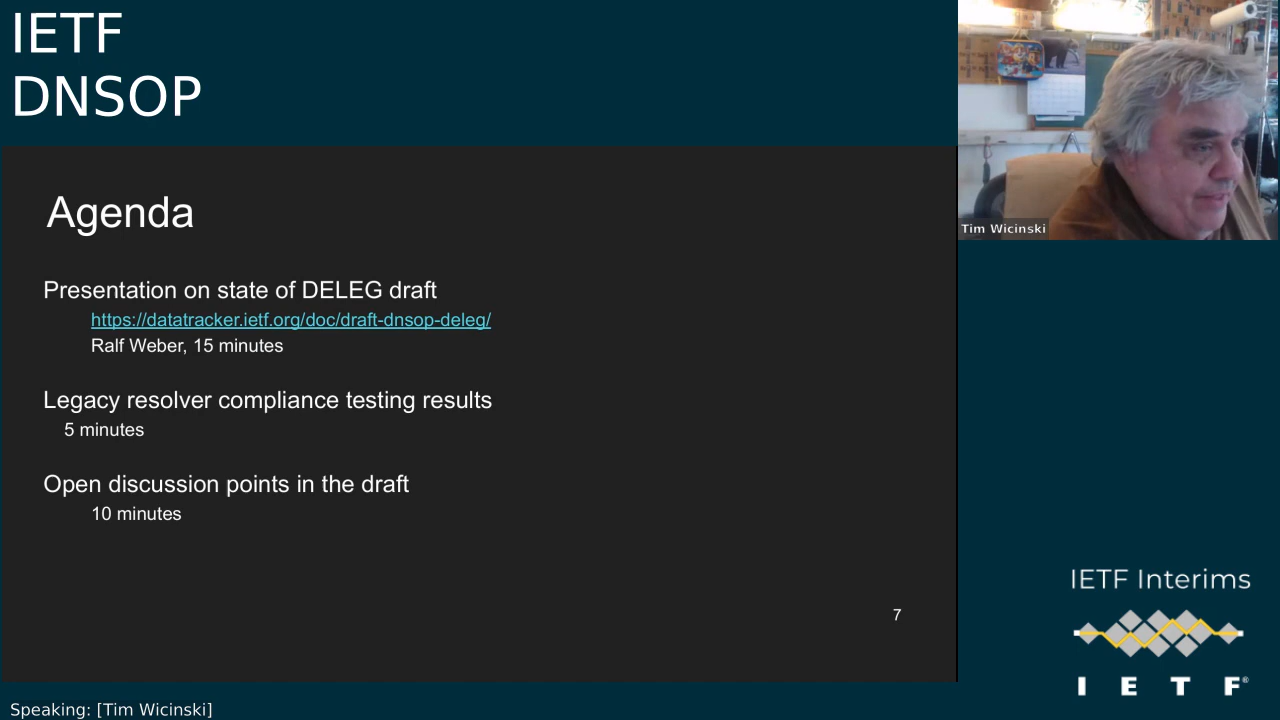 IETF
DNSOP
Agenda
Presentation on state of DELEG draft
https://datatracker.ietf.org/doc/draft-dnsop-deleg/
Ralf Weber, 15 minutes
Legacy resolver compliance testing results
5 minutes
Open discussion points in the draft
10 minutes
7
Tim Wicinski
IETF Interims
I E T F®
Speaking: [Tim Wicinski]